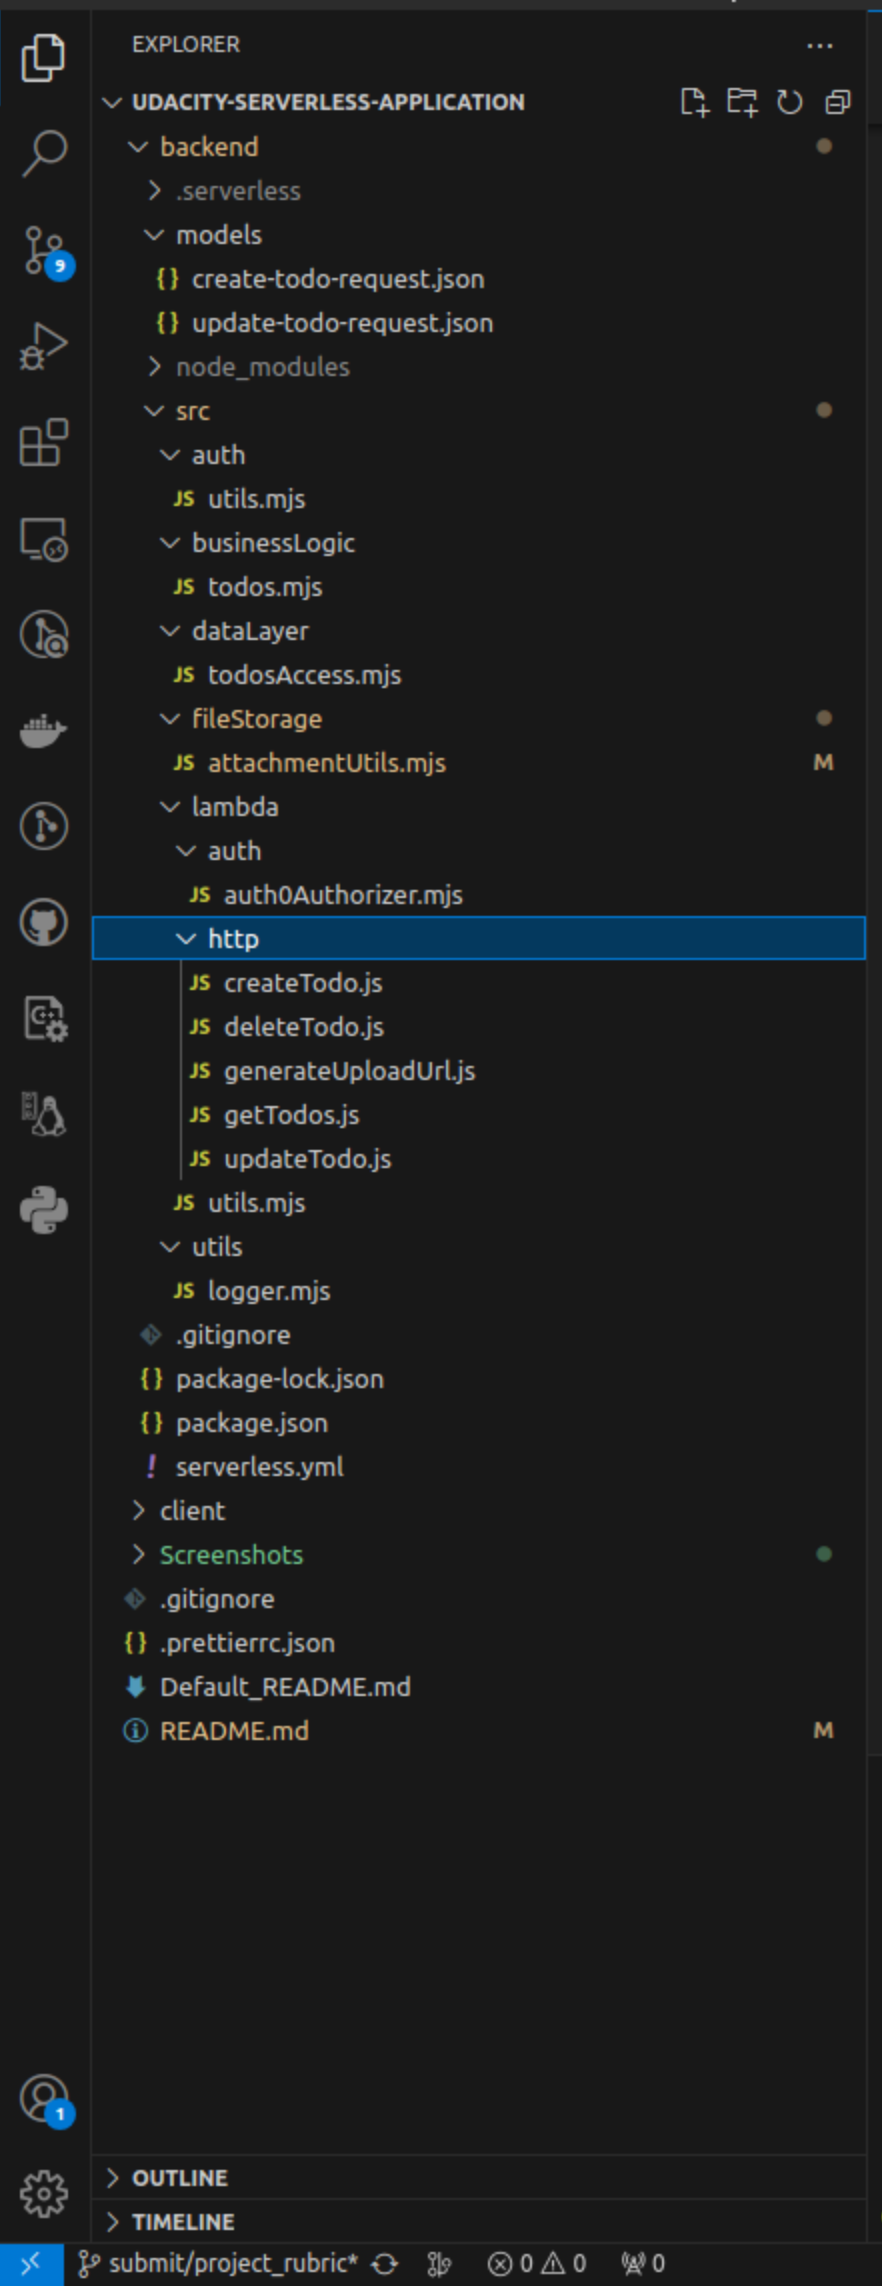 EXPLORER
UDACITY-SERVERLESS-APPLICATION
backend
.serverless
models
{} create-todo-request.json
{} update-todo-request.json
node_modules
src
auth
JS utils.mjs
businessLogic
JS todos.mjs
dataLayer
JS todosAccess.mjs
fileStorage
JS attachmentUtils.mjs M
lambda
auth
JS auth0Authorizer.mjs
http
JS createTodo.js
JS deleteTodo.js
JS generateUploadUrl.js
JS getTodos.js
JS updateTodo.js
JS utils.mjs
utils
JS logger.mjs
.gitignore
{} package-lock.json
{} package.json
! serverless.yml
client
Screenshots
.gitignore
{} .prettierrc.json
Default_README.md
README.md M
9
1
OUTLINE
TIMELINE
submit/project_rubric* 0 0 0